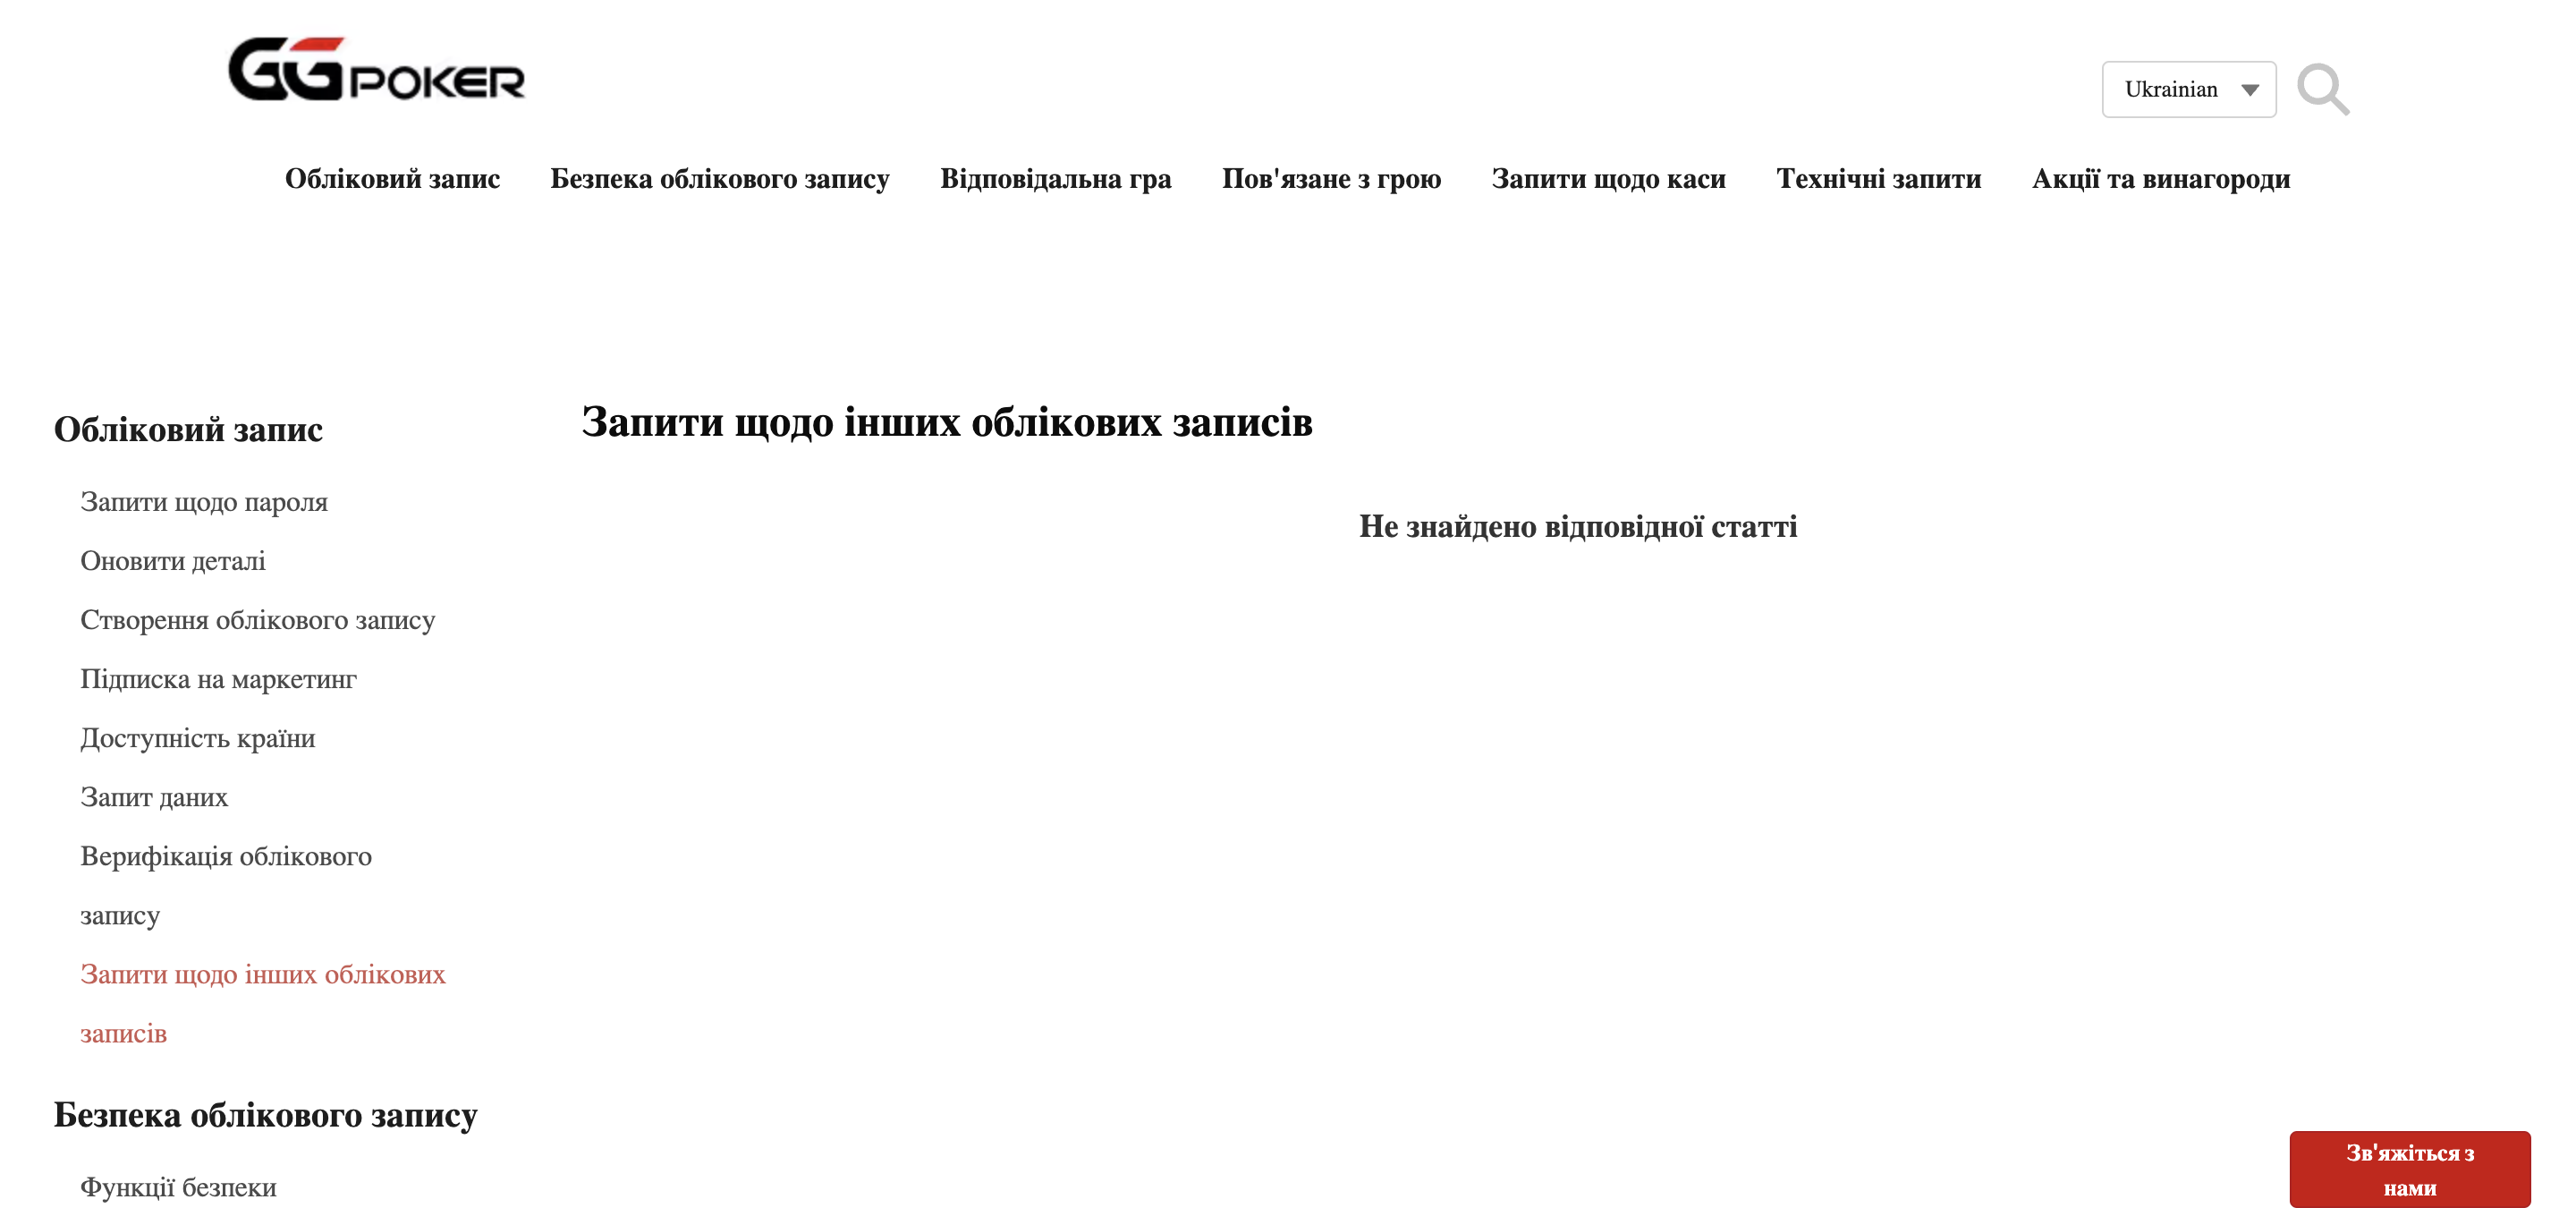 GGPOKER
Ukrainian
Обліковий запис Безпека облікового запису Відповідальна гра Пов'язане з грою Запити щодо каси Технічні запити Акції та винагороди
Обліковий запис
Запити щодо пароля
Оновити деталі
Створення облікового запису
Підписка на маркетинг
Доступність країни
Запит даних
Верифікація облікового
запису
Запити щодо інших облікових
записів
Безпека облікового запису
Функції безпеки
Запити щодо інших облікових записів
Не знайдено відповідної статті
Зв'яжіться з
нами